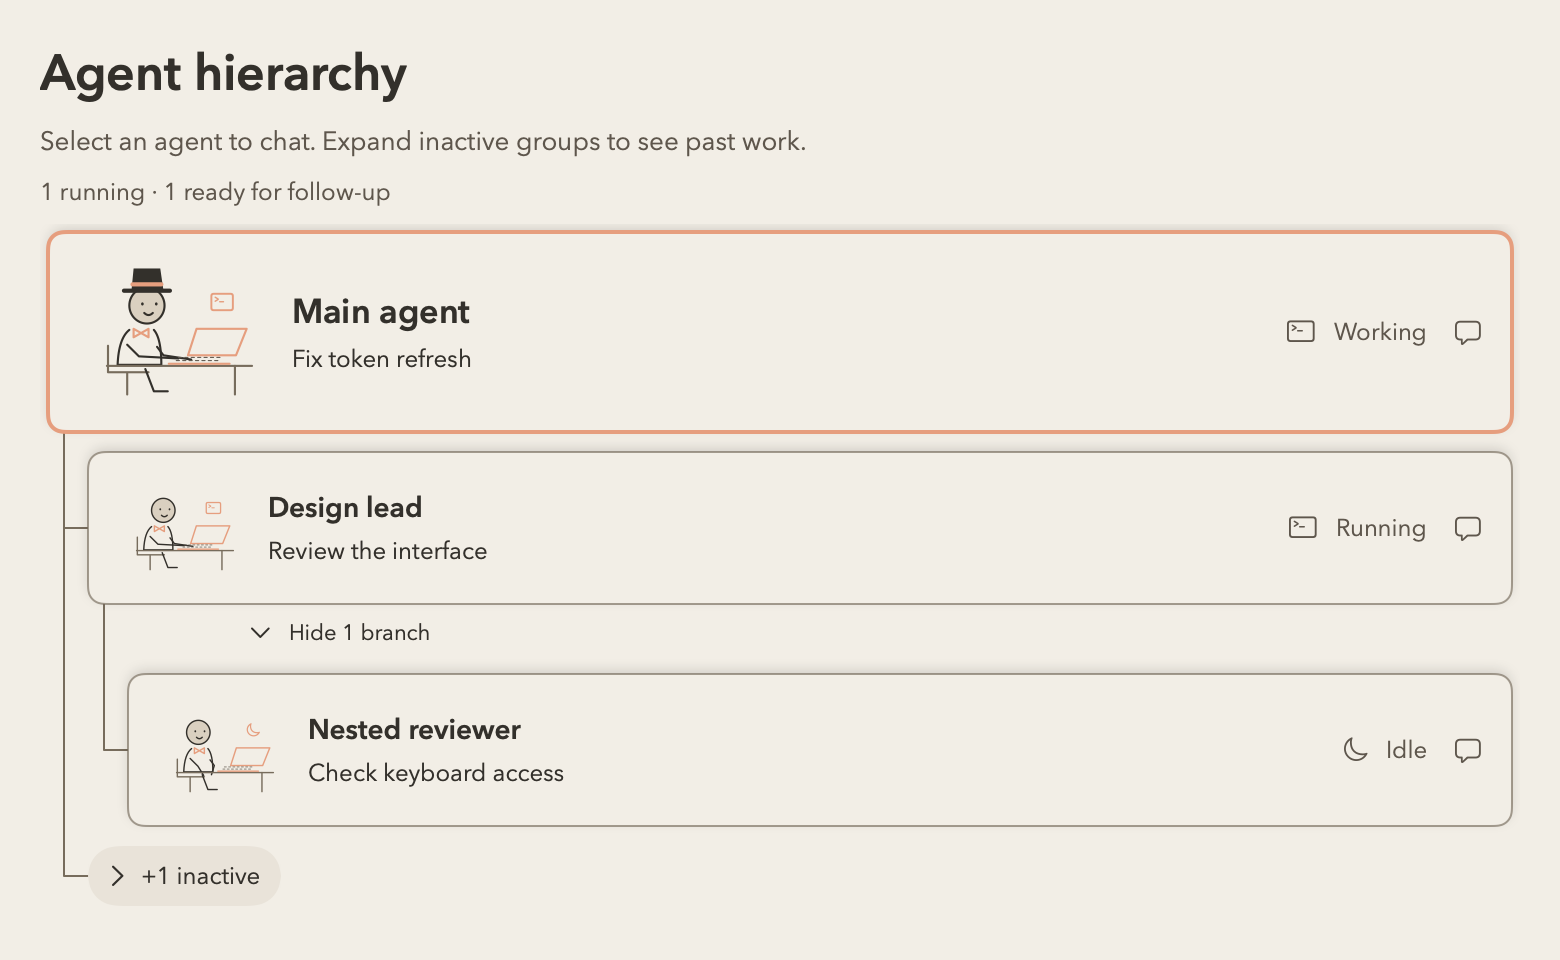 Agent hierarchy
Select an agent to chat. Expand inactive groups to see past work.
1 running · 1 ready for follow-up
Main agent
Fix token refresh
Working
Design lead
Review the interface
Running
Hide 1 branch
Nested reviewer
Check keyboard access
Idle
+1 inactive